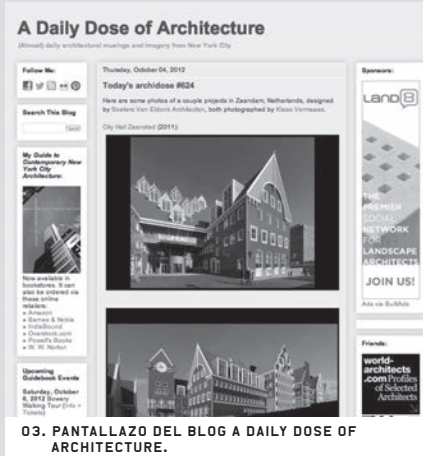 A Daily Dose of Architecture
(Almost) daily architectural musings and imagery from New York City
Follow Me:
Search This Blog
My Guide to
Contemporary New
York City
Architecture:
Now available in
bookstores. It can
also be ordered via
these online
retailers:
» Amazon
» Barnes & Noble
» IndieBound
» Overstock.com
» Powell's Books
» W. W. Norton
Upcoming
Guidebook Events
Saturday, October
6, 2012 Bowery
Walking Tour (Info +
Tickets)
Thursday, October 04, 2012
Today's archidose #624
Here are some photos of a couple projects in Zaandam, Netherlands, designed
by Soeters Van Eldonk Architecten, both photographed by Klaas Vermaas.
City Hall Zaanstad (2011):
Sponsors:
LAND8
THE
PREMIER
SOCIAL
NETWORK
FOR
LANDSCAPE
ARCHITECTS
JOIN US!
Ads via BuiltAds
Friends:
world-
architects
.com Profiles
of Selected
Architects
03. PANTALLAZO DEL BLOG A DAILY DOSE OF
ARCHITECTURE.